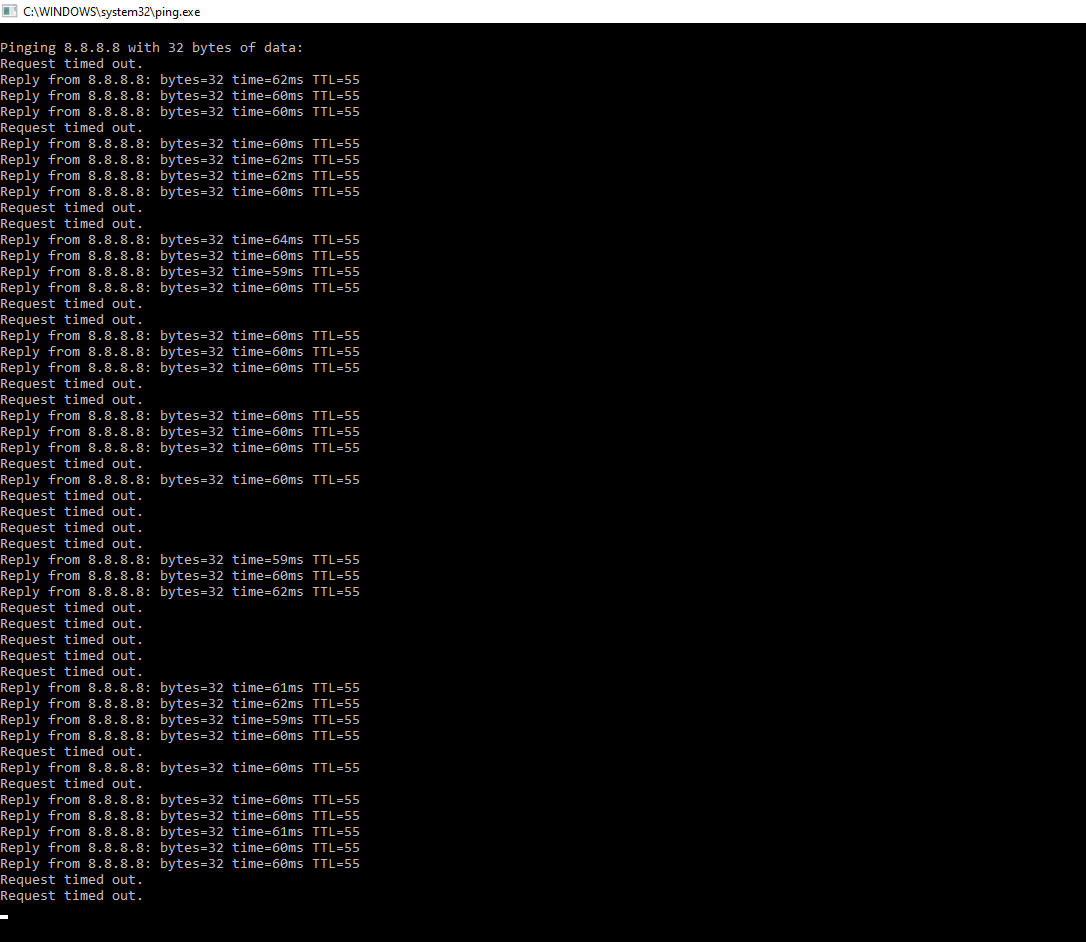 C:\WINDOWS\system32\ping.exe
Pinging 8.8.8.8 with 32 bytes of data:
Request timed out.
Reply from 8.8.8.8: bytes=32 time=62ms TTL=55
Reply from 8.8.8.8: bytes=32 time=60ms TTL=55
Reply from 8.8.8.8: bytes=32 time=60ms TTL=55
Request timed out.
Reply from 8.8.8.8: bytes=32 time=60ms TTL=55
Reply from 8.8.8.8: bytes=32 time=62ms TTL=55
Reply from 8.8.8.8: bytes=32 time=62ms TTL=55
Reply from 8.8.8.8: bytes=32 time=60ms TTL=55
Request timed out.
Request timed out.
Reply from 8.8.8.8: bytes=32 time=64ms TTL=55
Reply from 8.8.8.8: bytes=32 time=60ms TTL=55
Reply from 8.8.8.8: bytes=32 time=59ms TTL=55
Reply from 8.8.8.8: bytes=32 time=60ms TTL=55
Request timed out.
Request timed out.
Reply from 8.8.8.8: bytes=32 time=60ms TTL=55
Reply from 8.8.8.8: bytes=32 time=60ms TTL=55
Reply from 8.8.8.8: bytes=32 time=60ms TTL=55
Request timed out.
Request timed out.
Reply from 8.8.8.8: bytes=32 time=60ms TTL=55
Reply from 8.8.8.8: bytes=32 time=60ms TTL=55
Reply from 8.8.8.8: bytes=32 time=60ms TTL=55
Request timed out.
Reply from 8.8.8.8: bytes=32 time=60ms TTL=55
Request timed out.
Request timed out.
Request timed out.
Request timed out.
Reply from 8.8.8.8: bytes=32 time=59ms TTL=55
Reply from 8.8.8.8: bytes=32 time=60ms TTL=55
Reply from 8.8.8.8: bytes=32 time=62ms TTL=55
Request timed out.
Request timed out.
Request timed out.
Request timed out.
Request timed out.
Reply from 8.8.8.8: bytes=32 time=61ms TTL=55
Reply from 8.8.8.8: bytes=32 time=62ms TTL=55
Reply from 8.8.8.8: bytes=32 time=59ms TTL=55
Reply from 8.8.8.8: bytes=32 time=60ms TTL=55
Request timed out.
Reply from 8.8.8.8: bytes=32 time=60ms TTL=55
Request timed out.
Reply from 8.8.8.8: bytes=32 time=60ms TTL=55
Reply from 8.8.8.8: bytes=32 time=60ms TTL=55
Reply from 8.8.8.8: bytes=32 time=61ms TTL=55
Reply from 8.8.8.8: bytes=32 time=60ms TTL=55
Reply from 8.8.8.8: bytes=32 time=60ms TTL=55
Request timed out.
Request timed out.